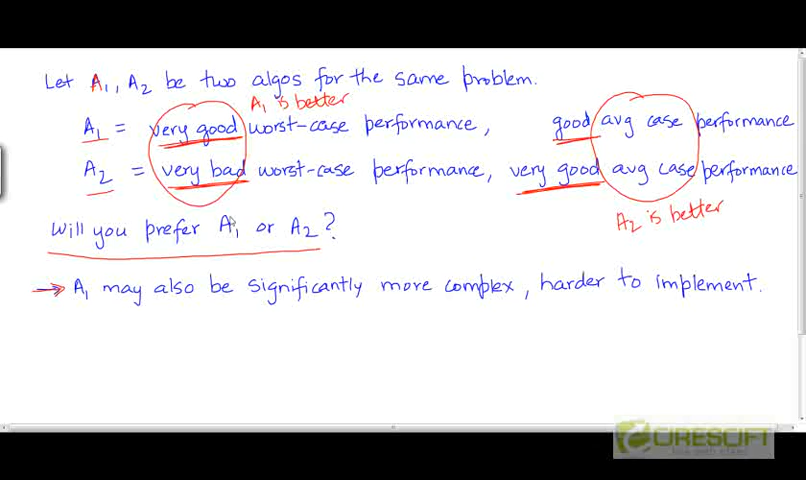 Let A1, A2 be two algos for the same problem.
A1 is better
A1 = very good worst-case performance, good avg case performance
A2 = very bad worst-case performance, very good avg case performance
A2 is better
Will you prefer A1 or A2?
→ A1 may also be significantly more complex, harder to implement.